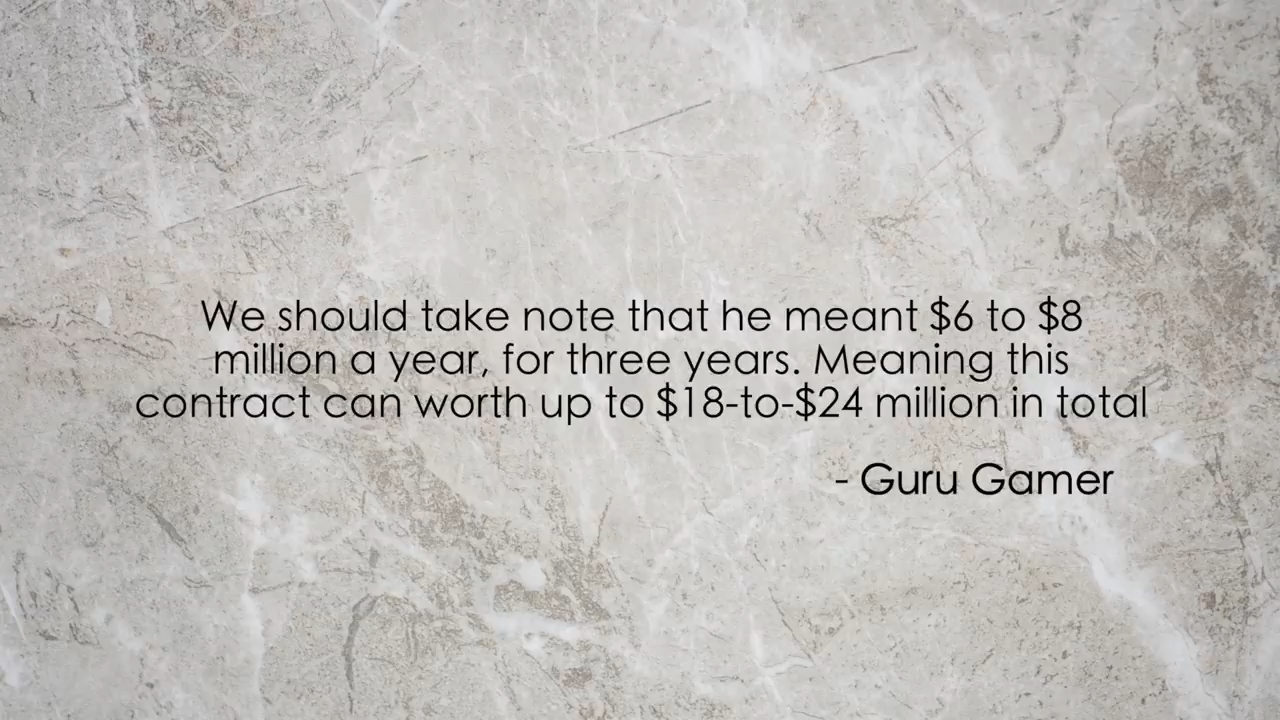 We should take note that he meant $6 to $8
million a year, for three years. Meaning this
contract can worth up to $18-to-$24 million in total
- Guru Gamer